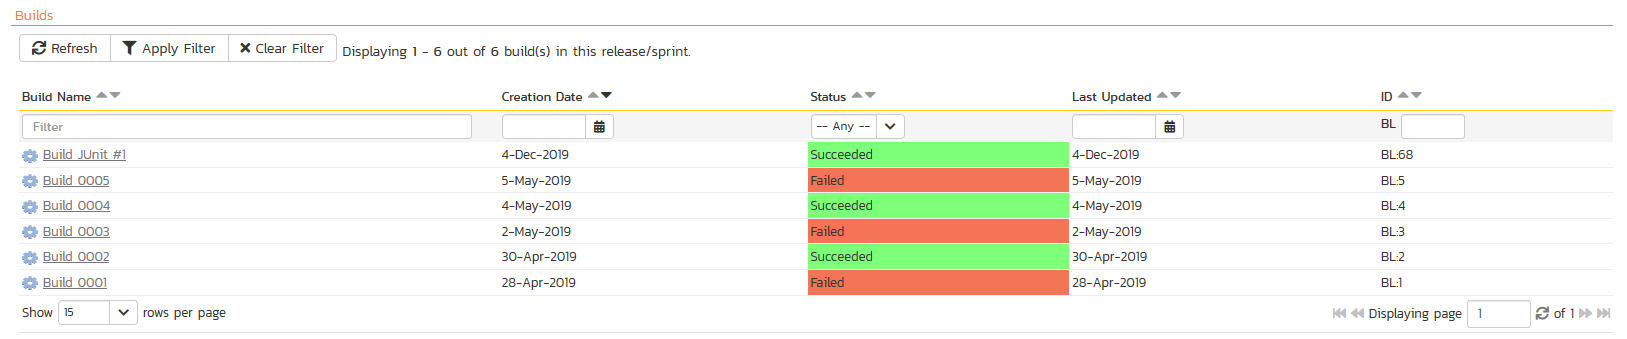 Builds
Refresh Apply Filter Clear Filter Displaying 1 - 6 out of 6 build(s) in this release/sprint.
Build Name Creation Date Status Last Updated ID
Filter -- Any -- BL
Build JUnit #1 4-Dec-2019 Succeeded 4-Dec-2019 BL:68
Build 0005 5-May-2019 Failed 5-May-2019 BL:5
Build 0004 4-May-2019 Succeeded 4-May-2019 BL:4
Build 0003 2-May-2019 Failed 2-May-2019 BL:3
Build 0002 30-Apr-2019 Succeeded 30-Apr-2019 BL:2
Build 0001 28-Apr-2019 Failed 28-Apr-2019 BL:1
Show 15 rows per page Displaying page 1 of 1